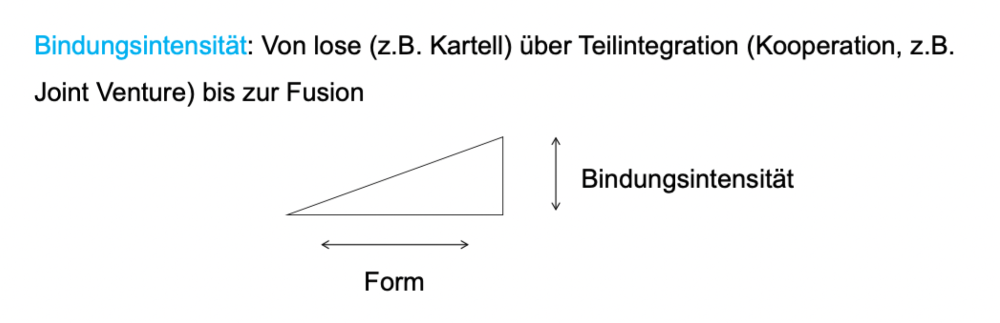 Bindungsintensität: Von lose (z.B. Kartell) über Teilintegration (Kooperation, z.B.
Joint Venture) bis zur Fusion
Bindungsintensität
Form